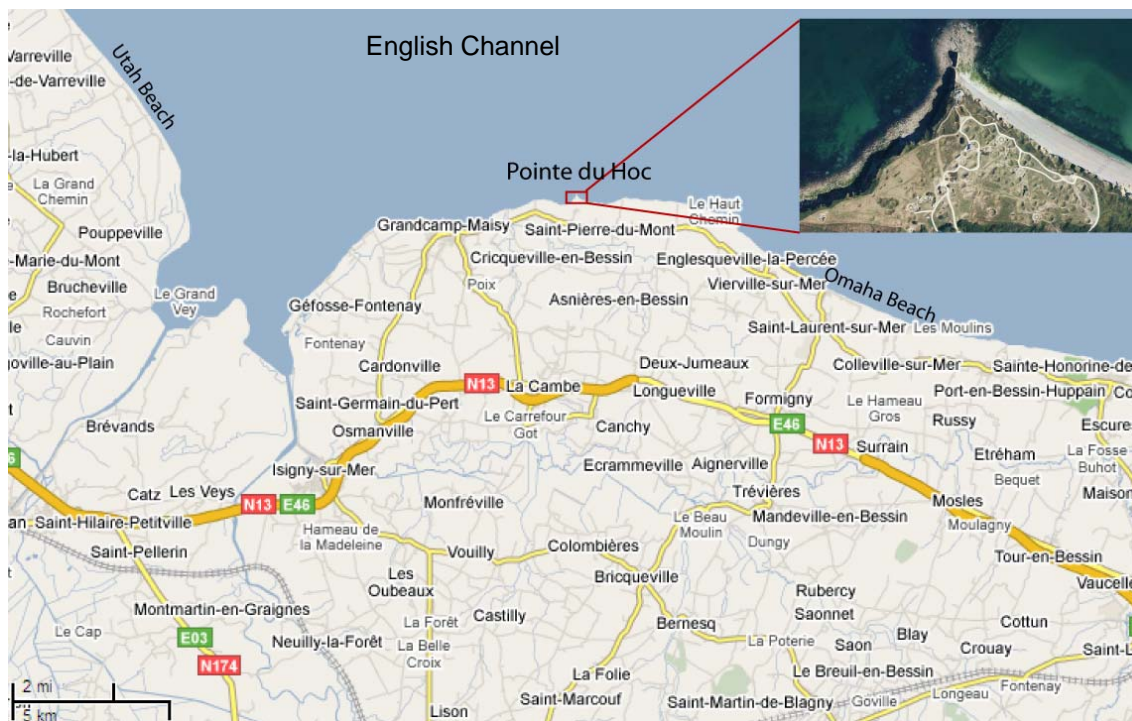 English Channel
Utah Beach
Varreville
-de-Varreville
-la-Hubert
La Grand
Chemin
Pouppeville
-Marie-du-Mont
Brucheville
Rochefort
Cauvin
goville-au-Plain
Le Grand
Vey
Pointe du Hoc
Le Haut
Chemin
Grandcamp-Maisy
Saint-Pierre-du-Mont
Cricqueville-en-Bessin
Englesqueville-la-Percée
Poix
Vierville-sur-Mer
Omaha Beach
Géfosse-Fontenay
Asnières-en-Bessin
Fontenay
Saint-Laurent-sur-Mer
Les Moulins
Cardonville
Deux-Jumeaux
Colleville-sur-Mer
Sainte-Honorine-de
N13
La Cambe
Longueville
Port-en-Bessin-Huppain
Co
Saint-Germain-du-Pert
Formigny
Le Hameau
Gros
Le Carrefour
Got
Brévands
Osmanville
Canchy
E46
Russy
Escures
N13
Surrain
La Fosse
Buhot
6
Isigny-sur-Mer
Ecrammeville
Aignerville
Etréham
Bequet
Catz
Les Veys
N13
E46
Monfréville
Trévières
Mosles
Maison
an
Saint-Hilaire-Petitville
Le Beau
Moulin
Mandeville-en-Bessin
Moulagny
Hameau de
la Madeleine
Saint-Pellerin
Vouilly
Colombières
Dungy
Tour-en-Bessin
Les
Oubeaux
Bricqueville
Vaucelle
Rubercy
Montmartin-en-Graignes
Castilly
Saonnet
La Forêt
Bernesq
Cottun
Le Cap
E03
Neuilly-la-Forêt
La Belle
Croix
La Poterie
Blay
Saon
Crouay
Saint-L
N174
La Folie
Le Breuil-en-Bessin
2 mi
Saint-Marcouf
Saint-Martin-de-Blagny
Fontenay
Goville
Longeau
5 km
Lison